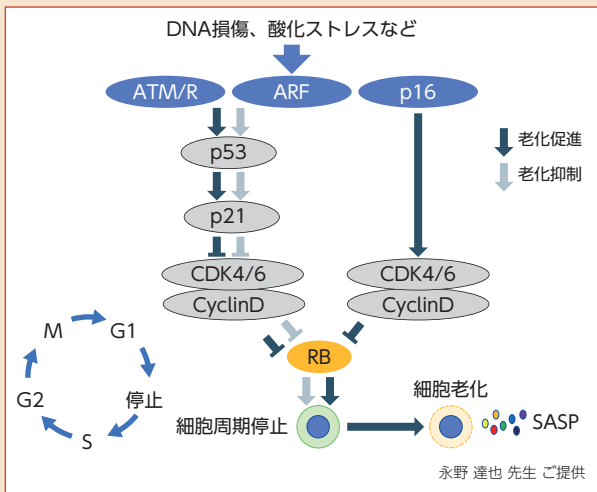 DNA損傷、酸化ストレスなど
ATM/R
ARF
p16
老化促進
老化抑制
p53
p21
CDK4/6
CyclinD
CDK4/6
CyclinD
RB
M
G1
G2
停止
S
細胞周期停止
細胞老化
SASP
永野 達也 先生 ご提供